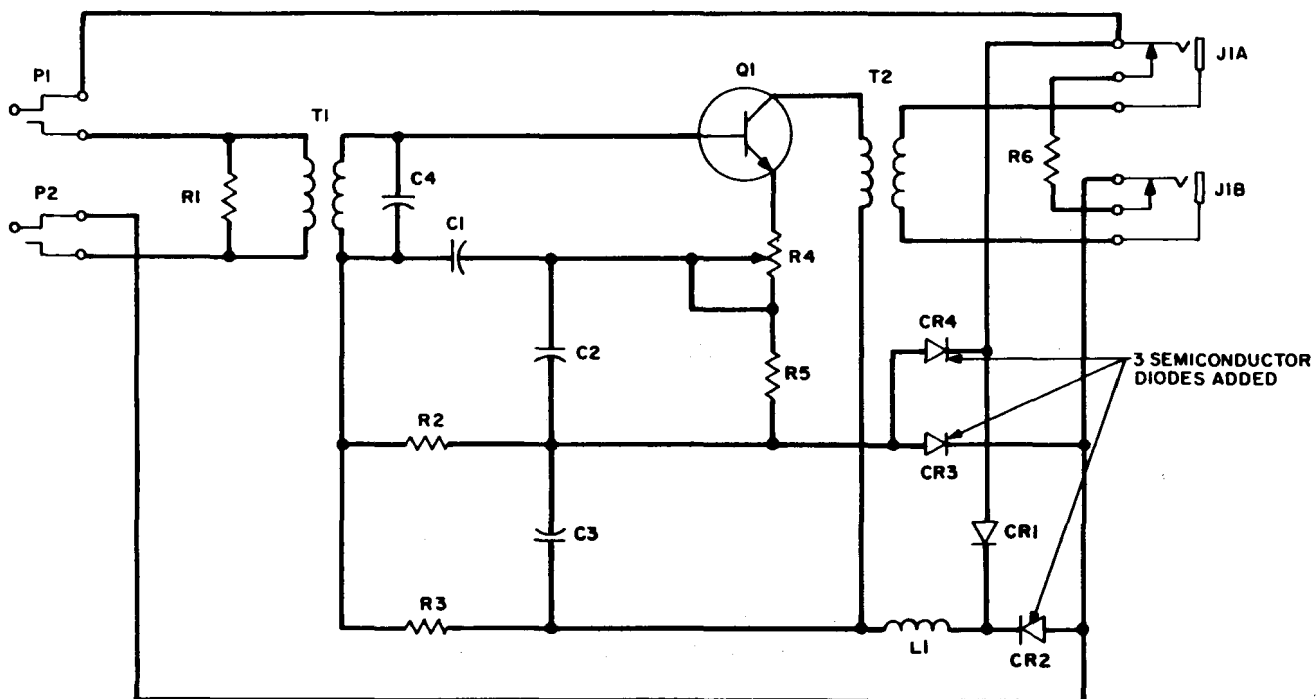 P1
Q1
T2
J1A
T1
R6
C4
R1
P2
J1B
C1
R4
CR4
C2
3 SEMICONDUCTOR
DIODES ADDED
R5
R2
CR3
C3
CR1
R3
L1
CR2